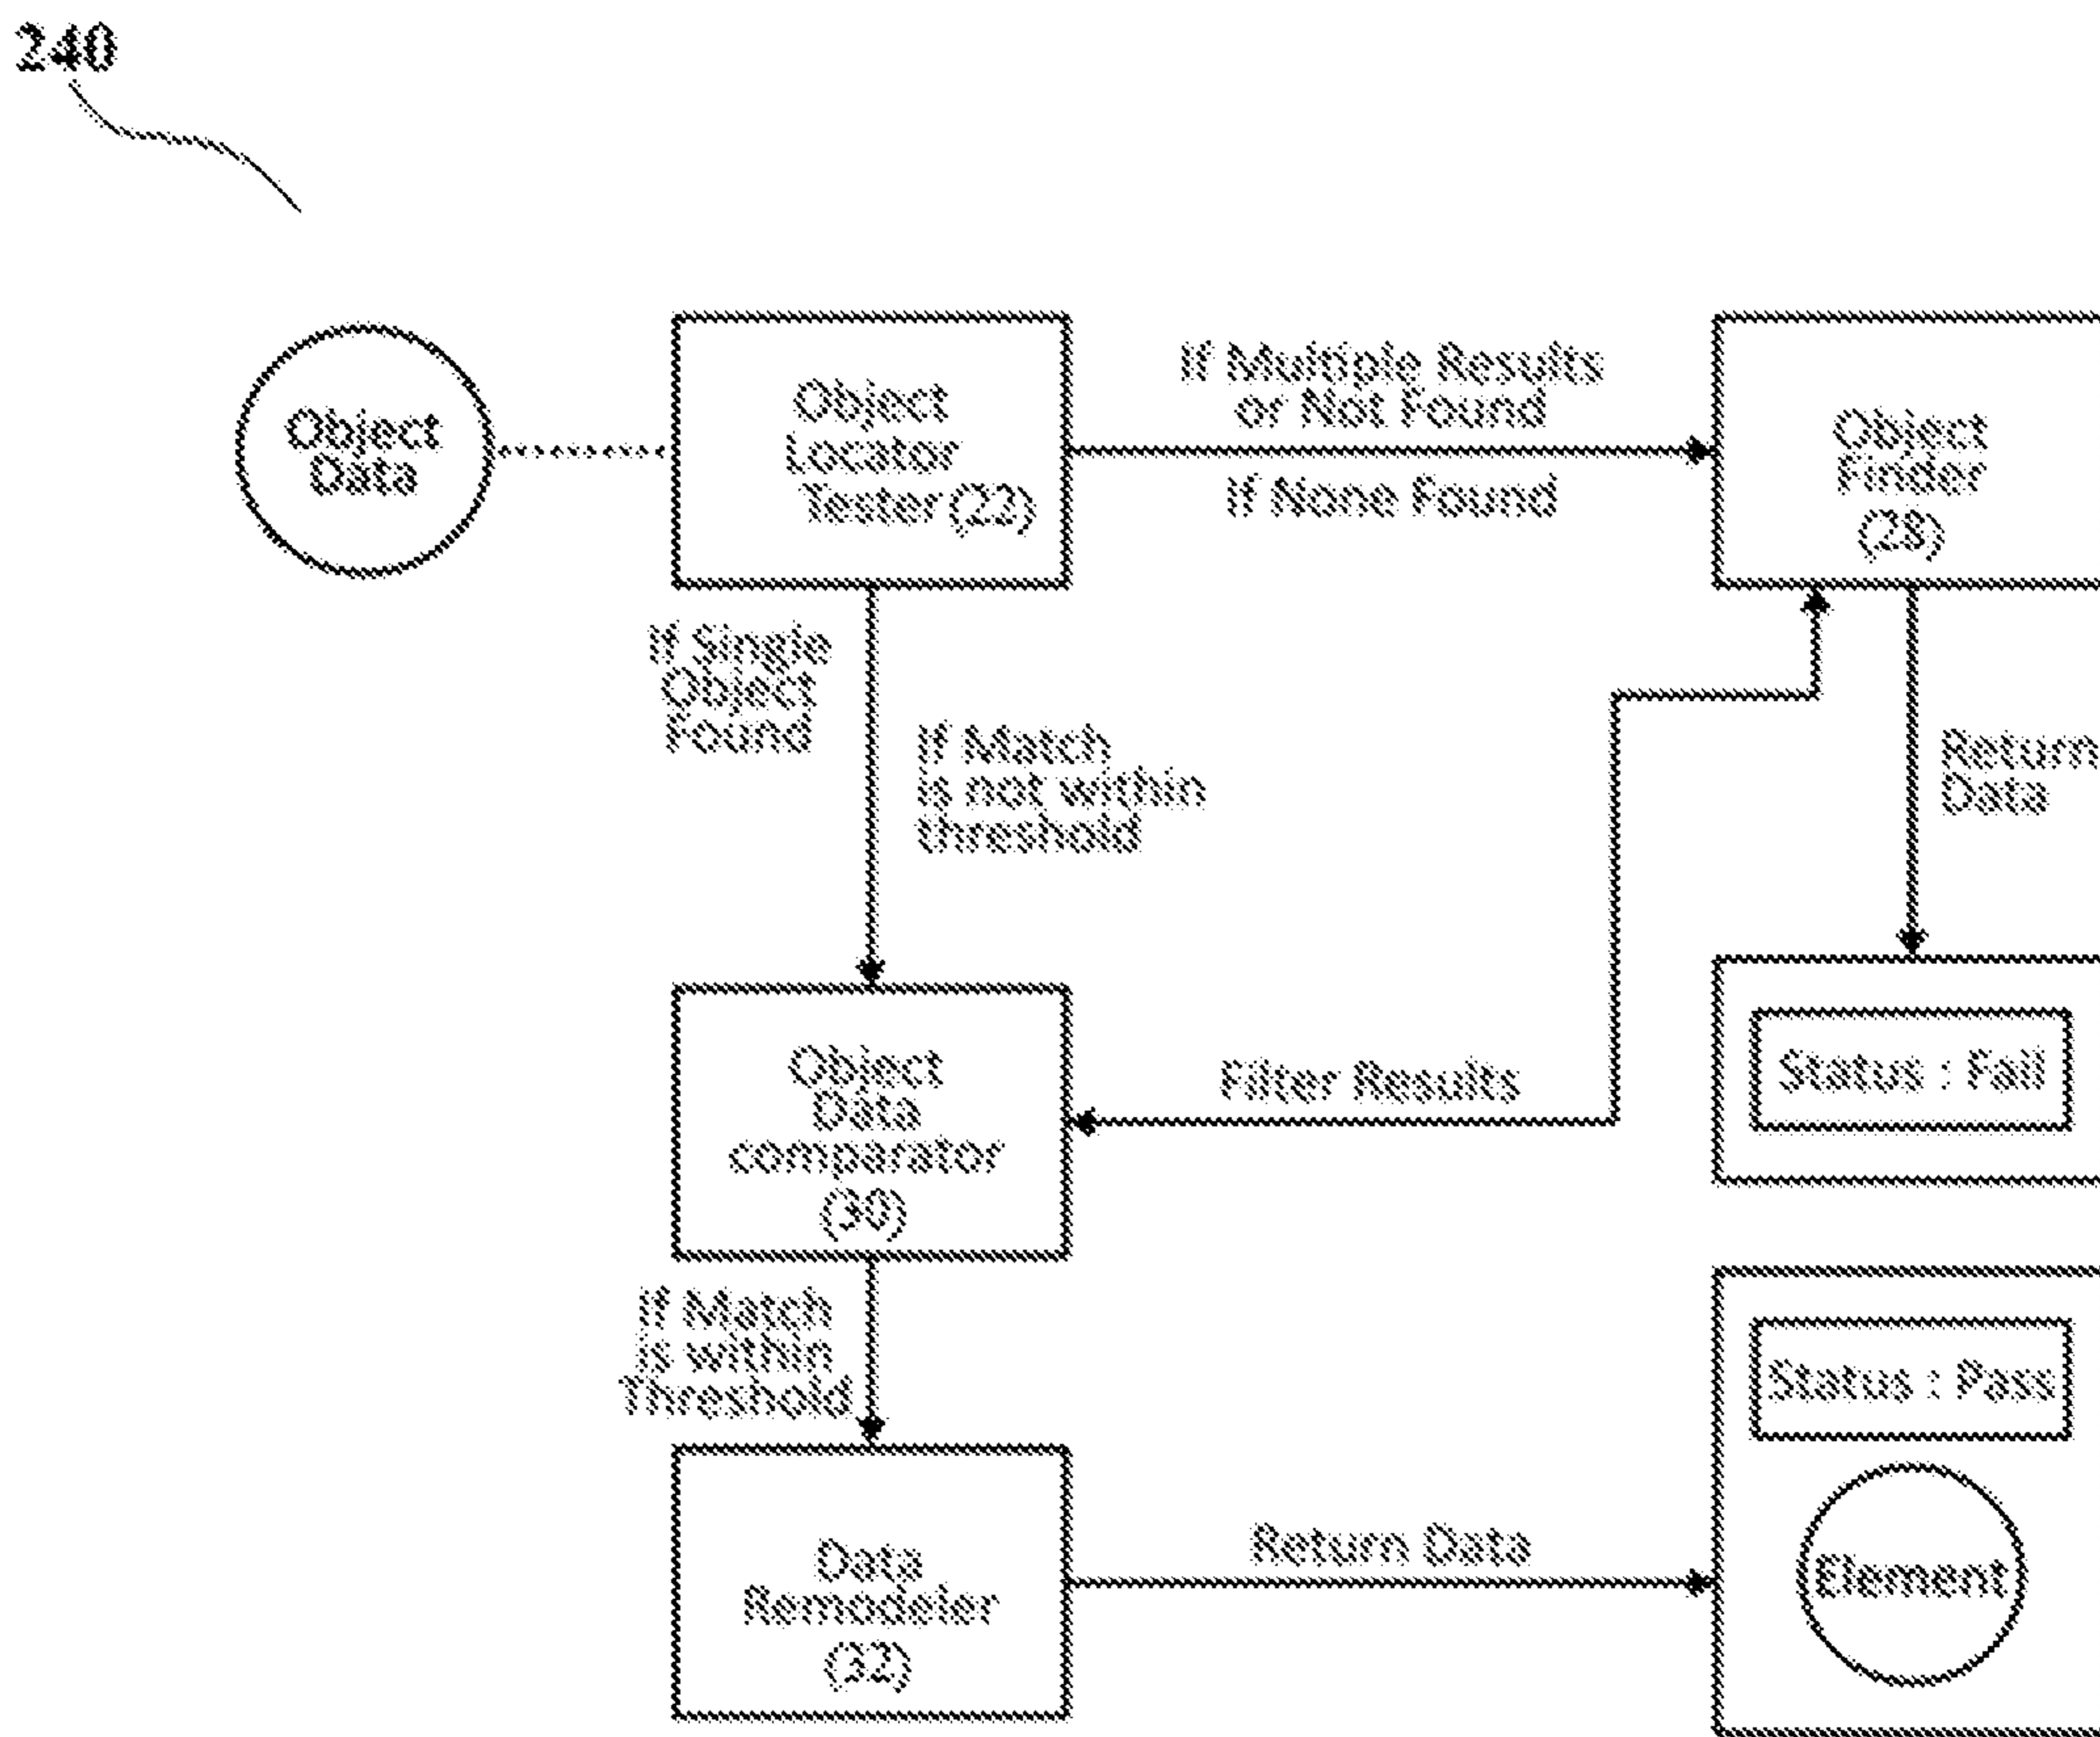 240
Object
Data
Object
Locator
Tester (22)
If Multiple Results
or Not Found
If None Found
Object
Finder
(28)
If Single
Object
Found
If Match
is not within
threshold
Return
Data
Object
Data
comparator
(30)
Filter Results
Status : Fail
If Match
is within
Threshold
Status : Pass
Element
Data
Remodeler
(32)
Return Data